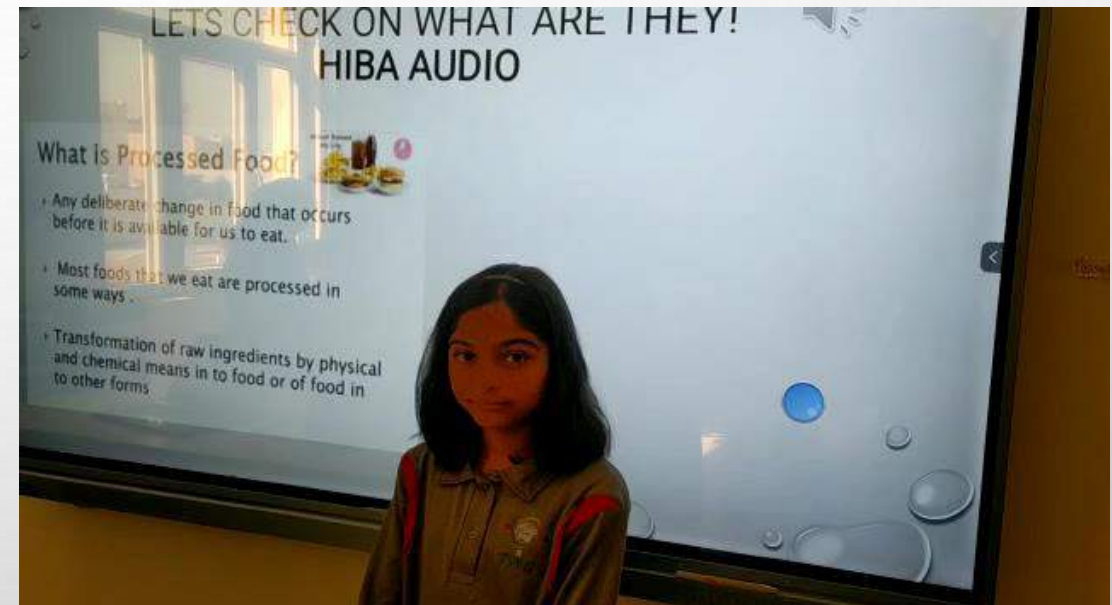 LETS CHECK ON WHAT ARE THEY!
HIBA AUDIO
What is Processed Food?
Any deliberate change in food that occurs
before it is available for us to eat.
Most foods that we eat are processed in
some ways .
Transformation of raw ingredients by physical
and chemical means in to food or of food in
to other forms